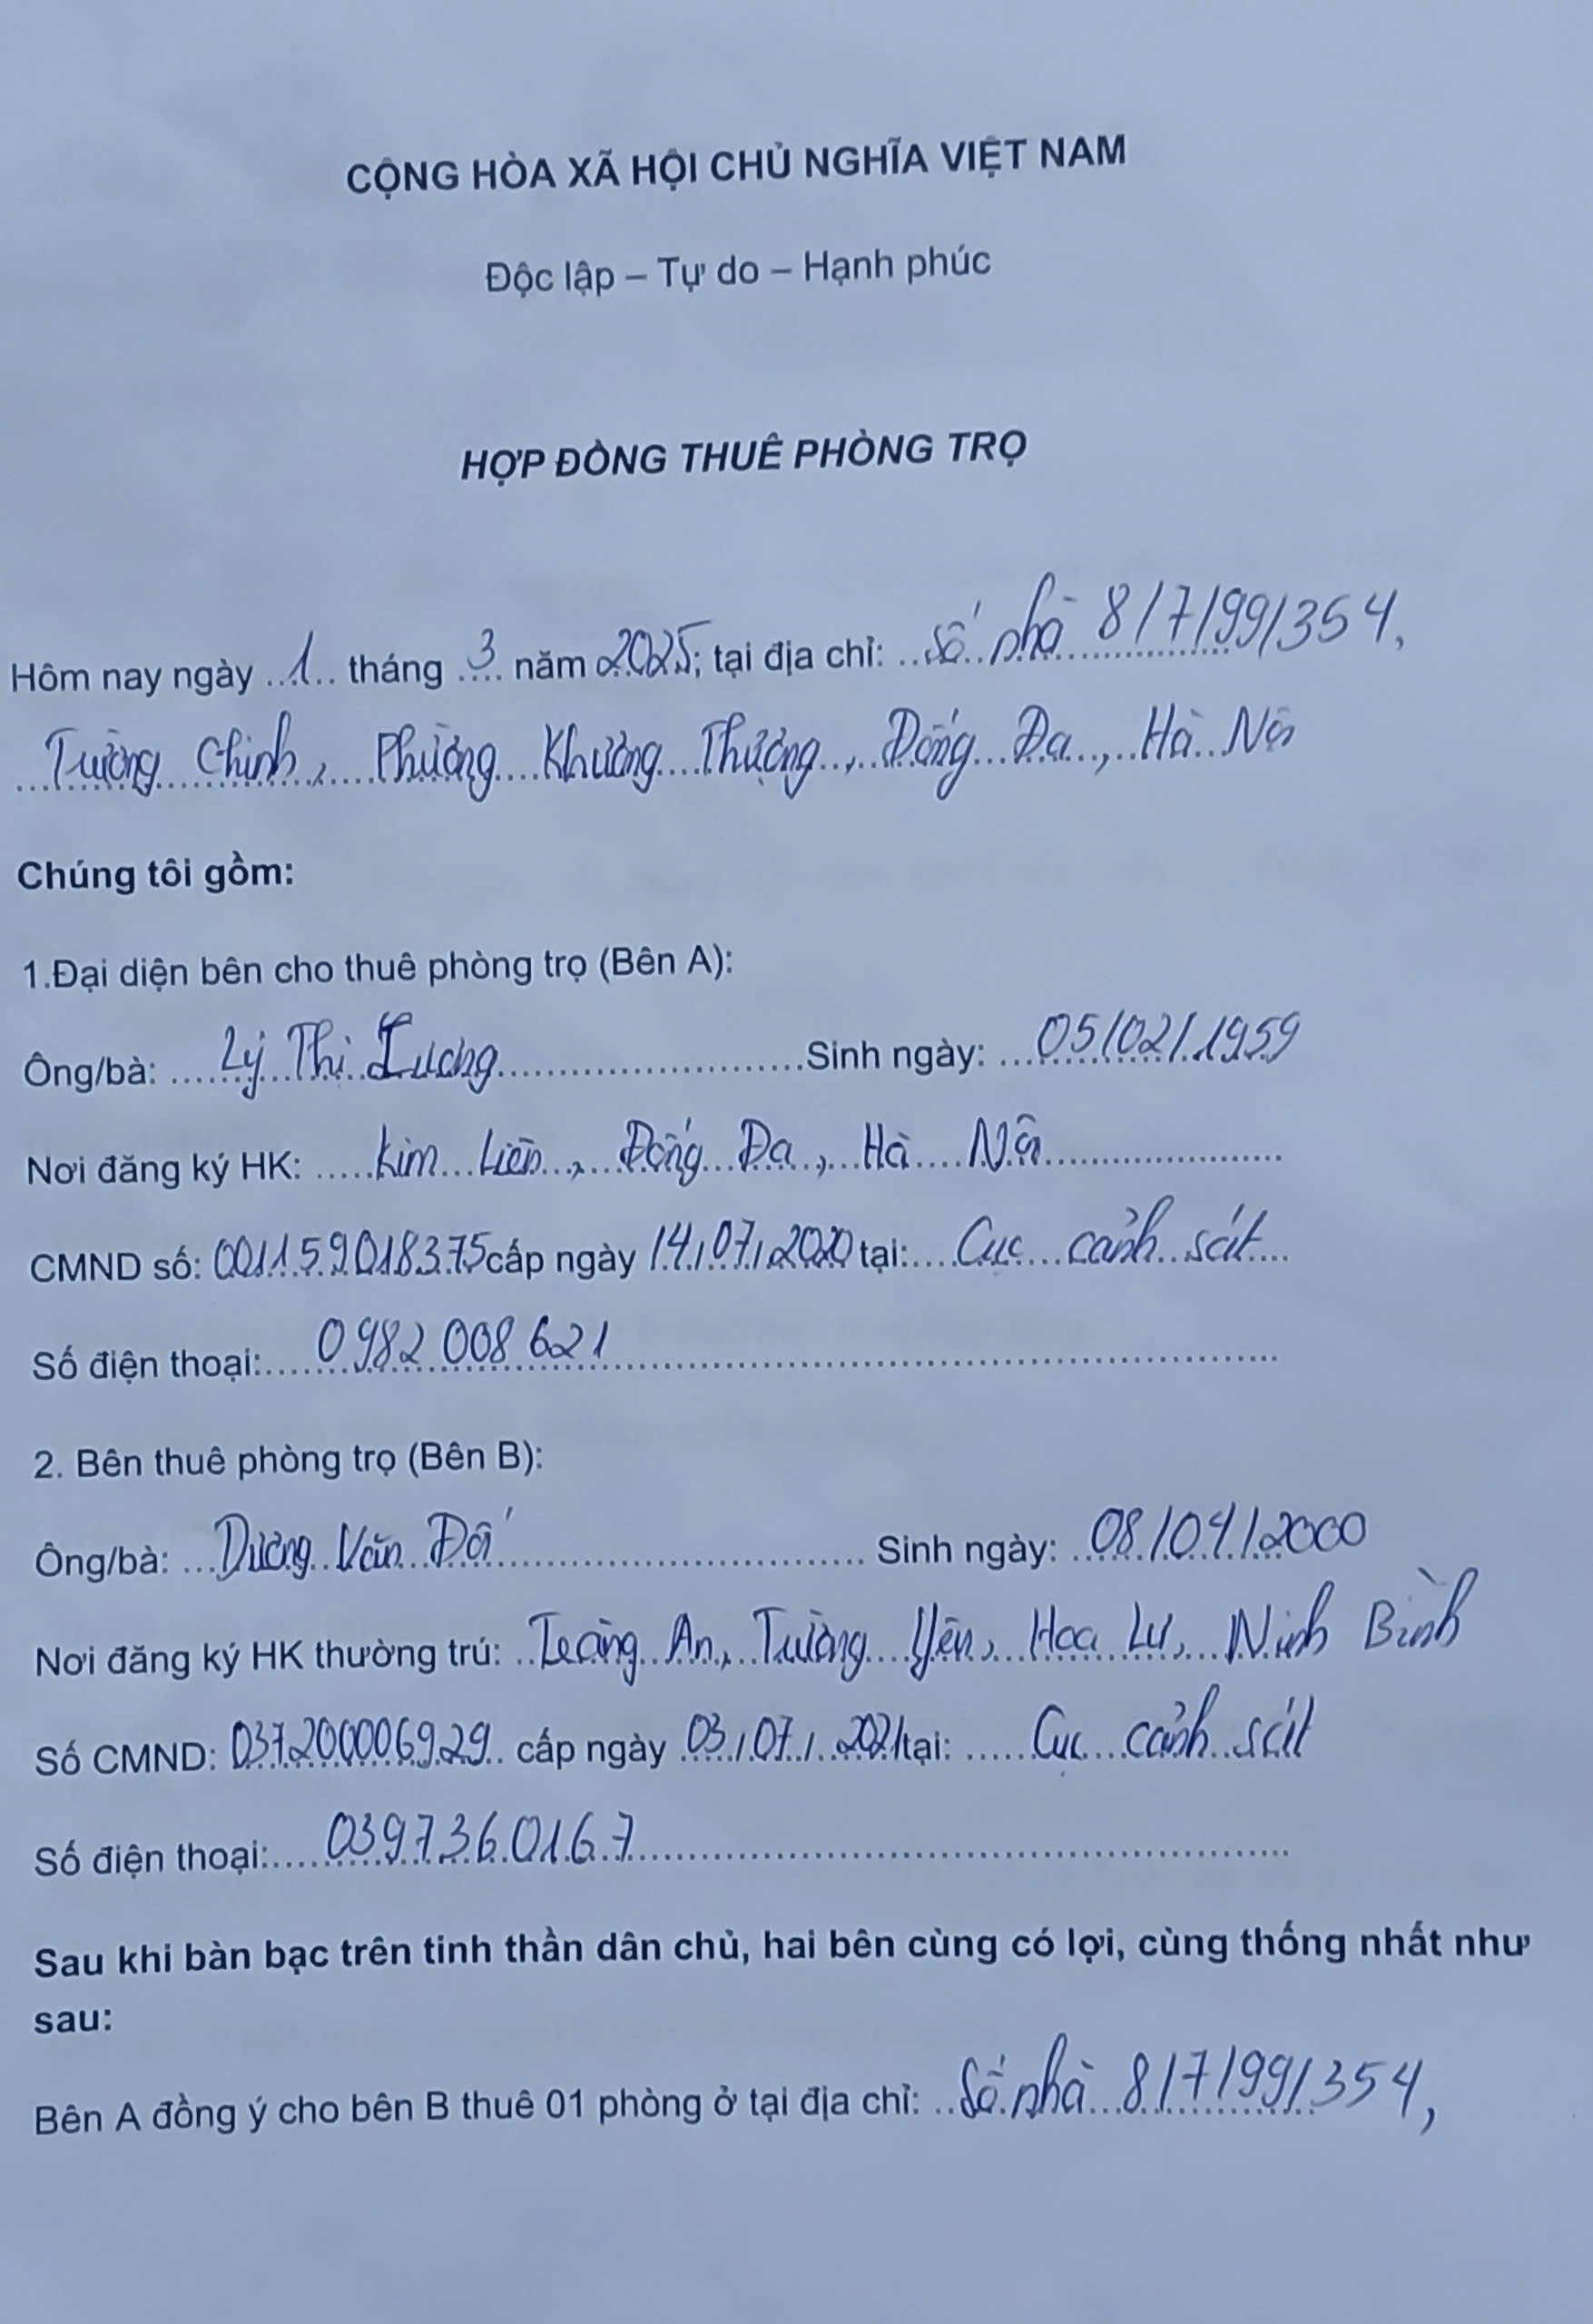 CỘNG HÒA XÃ HỘI CHỦ NGHĨA VIỆT NAM
Độc lập – Tự do – Hạnh phúc
HỢP ĐỒNG THUÊ PHÒNG TRỌ
Hôm nay ngày 1 tháng 3 năm 2025; tại địa chỉ: Số nhà 8/7/99/354,
Trường Chinh, Phường Khương Thượng, Đống Đa, Hà Nội
Chúng tôi gồm:
1.Đại diện bên cho thuê phòng trọ (Bên A):
Ông/bà: Lý Thị Lương Sinh ngày: 05/02/1959
Nơi đăng ký HK: Kim Liên, Đống Đa, Hà Nội
CMND số: 001159018375 cấp ngày 14/07/2020 tại: Cục cảnh sát
Số điện thoại: 0982 008 621
2. Bên thuê phòng trọ (Bên B):
Ông/bà: Dương Văn Sinh ngày: 08/04/2000
Nơi đăng ký HK thường trú: Tràng An, Trường Yên, Hoa Lư, Ninh Bình
Số CMND: 037200006929 cấp ngày 03/07/2021 tại: Cục cảnh sát
Số điện thoại: 0397360167
Sau khi bàn bạc trên tinh thần dân chủ, hai bên cùng có lợi, cùng thống nhất như
sau:
Bên A đồng ý cho bên B thuê 01 phòng ở tại địa chỉ: Số nhà 8/7/99/354,